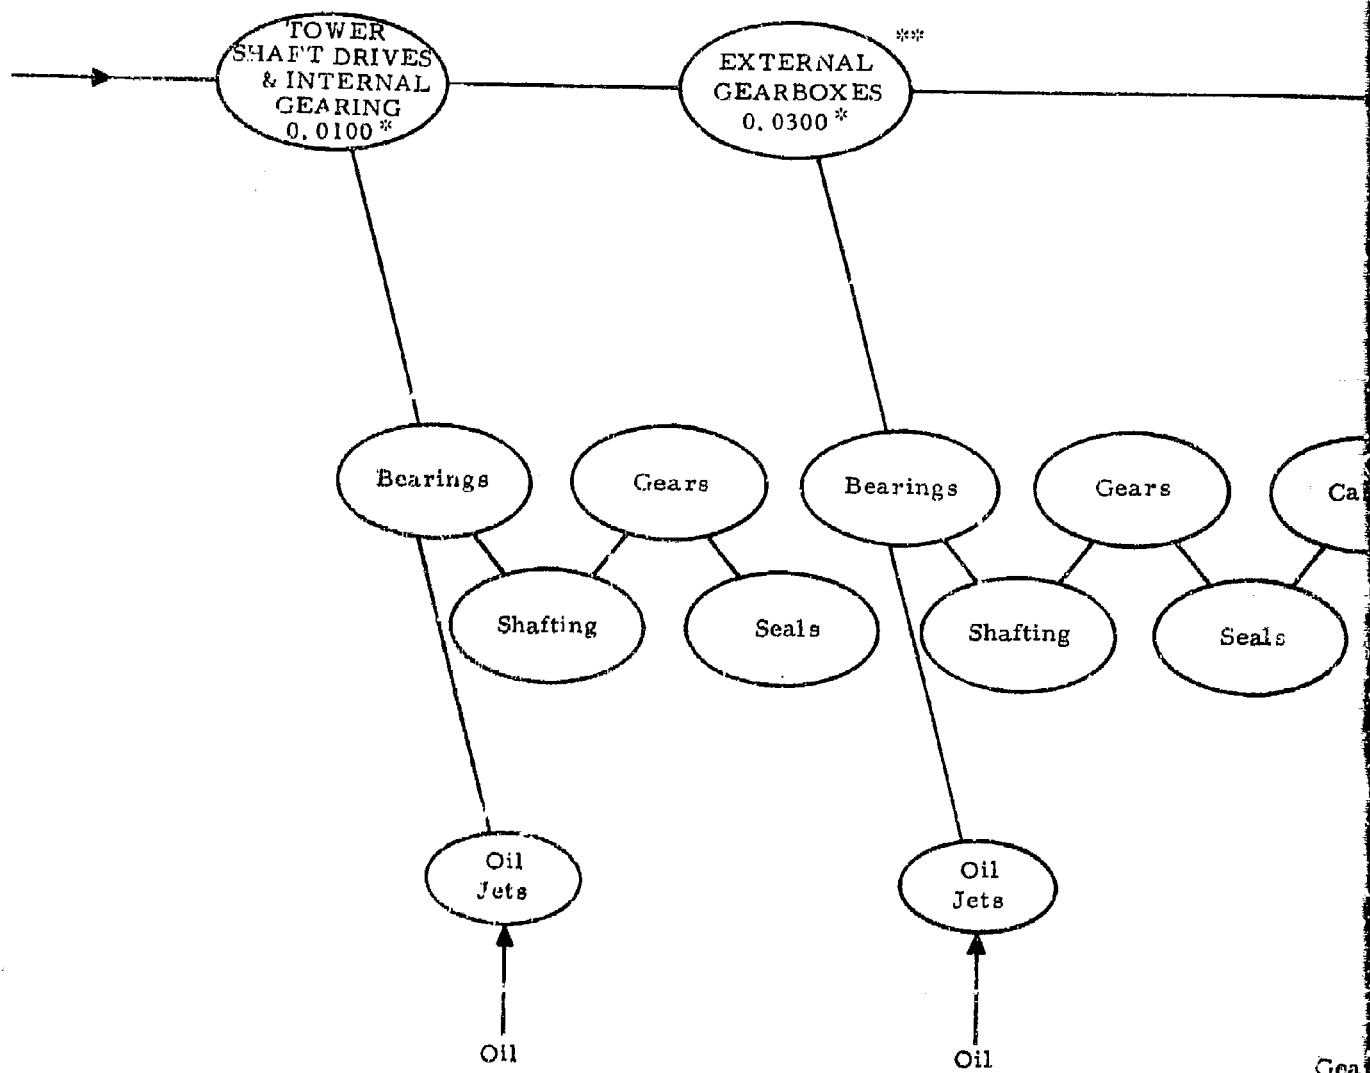 TOWER
SHAFT DRIVES
& INTERNAL
GEARING
0.0100*
**
EXTERNAL
GEARBOXES
0.0300*
Bearings
Gears
Bearings
Gears
Shafting
Seals
Shafting
Seals
Oil
Jets
Oil
Jets
Oil
Oil